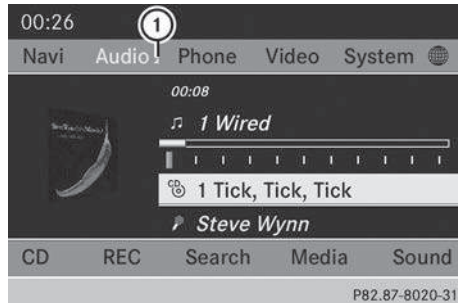 00:26
1
Navi Audio Phone Video System
00:08
1 Wired
CD 1 Tick, Tick, Tick
Steve Wynn
CD REC Search Media Sound
P82.87-8020-31